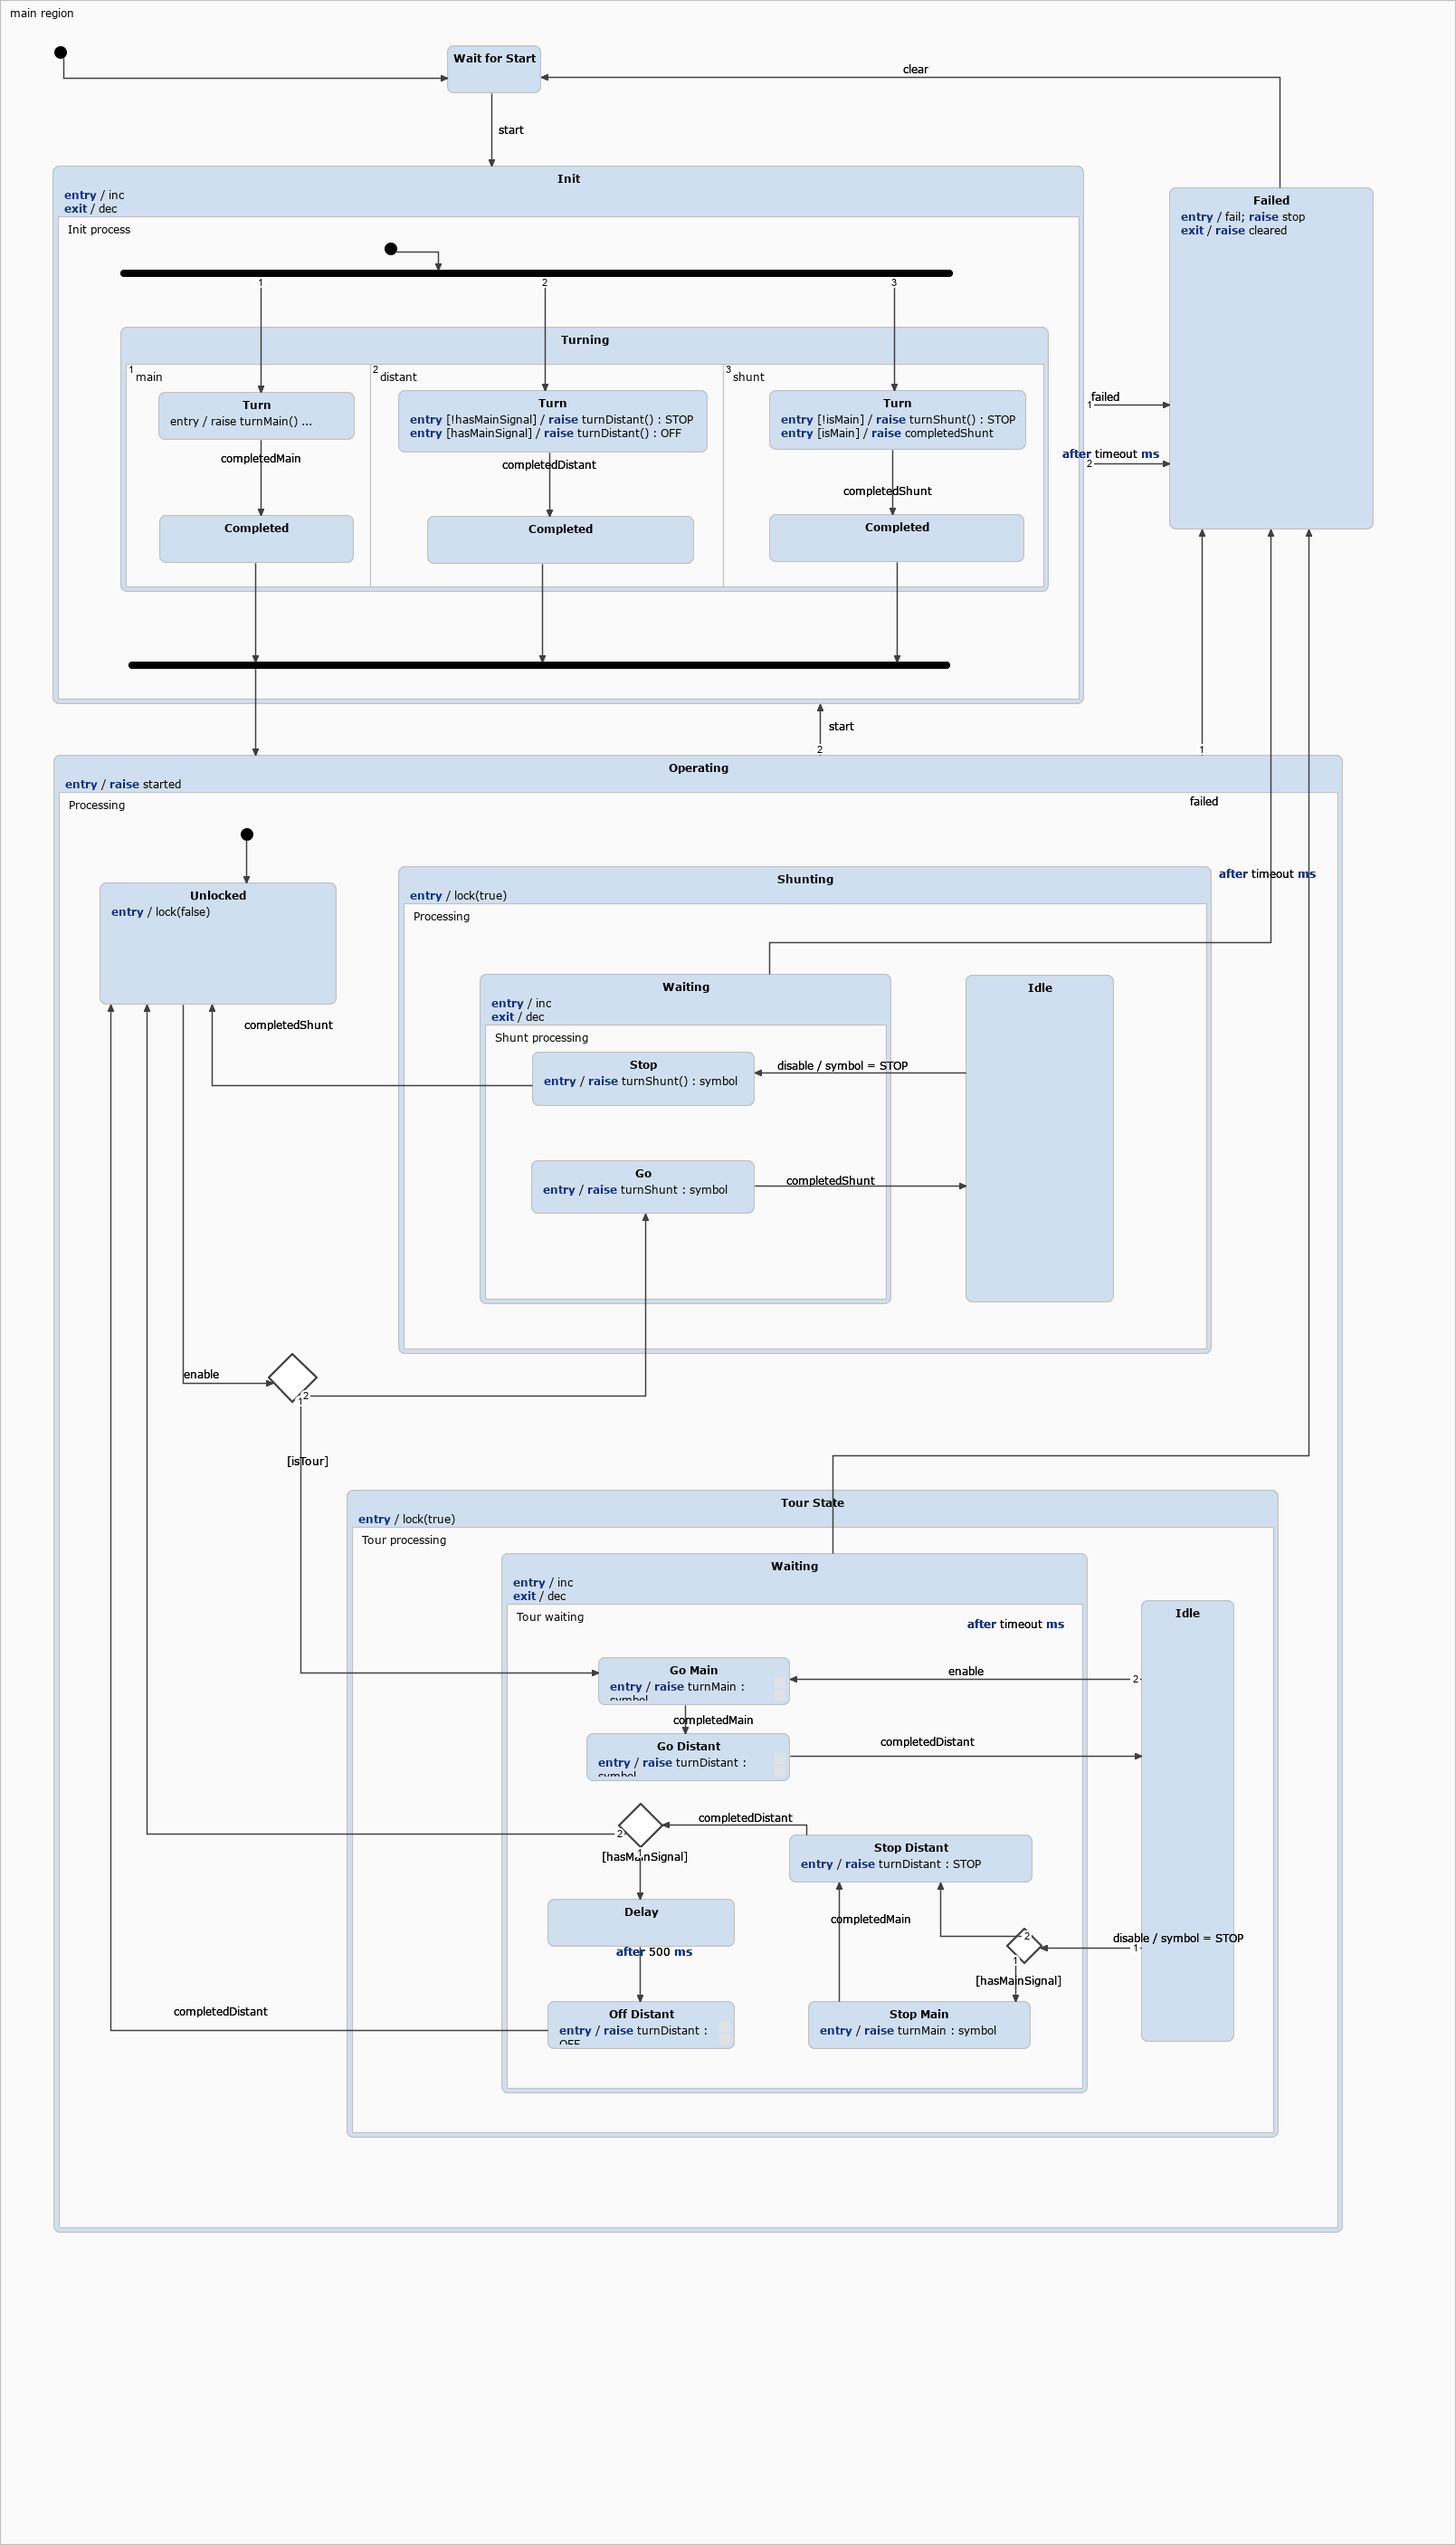 main region
Wait for Start
clear
start
Init
entry / inc
exit / dec
Init process
1
2
3
Failed
entry / fail; raise stop
exit / raise cleared
Turning
1
main
2
distant
3
shunt
Turn
entry / raise turnMain() ...
Turn
entry [!hasMainSignal] / raise turnDistant() : STOP
entry [hasMainSignal] / raise turnDistant() : OFF
Turn
entry [!isMain] / raise turnShunt() : STOP
entry [isMain] / raise completedShunt
failed
1
after timeout ms
2
completedMain
completedDistant
completedShunt
Completed
Completed
Completed
start
2
1
Operating
entry / raise started
Processing
failed
Unlocked
entry / lock(false)
Shunting
entry / lock(true)
Processing
after timeout ms
Waiting
entry / inc
exit / dec
Shunt processing
Idle
completedShunt
Stop
entry / raise turnShunt() : symbol
disable / symbol = STOP
Go
entry / raise turnShunt : symbol
completedShunt
enable
2
1
[isTour]
Tour State
entry / lock(true)
Tour processing
Waiting
entry / inc
exit / dec
Tour waiting
after timeout ms
Idle
Go Main
entry / raise turnMain :
symbol
enable
2
completedMain
Go Distant
entry / raise turnDistant :
symbol
completedDistant
completedDistant
2
1
[hasMainSignal]
Stop Distant
entry / raise turnDistant : STOP
Delay
after 500 ms
completedMain
2
1
disable / symbol = STOP
1
[hasMainSignal]
completedDistant
Off Distant
entry / raise turnDistant :
OFF
Stop Main
entry / raise turnMain : symbol